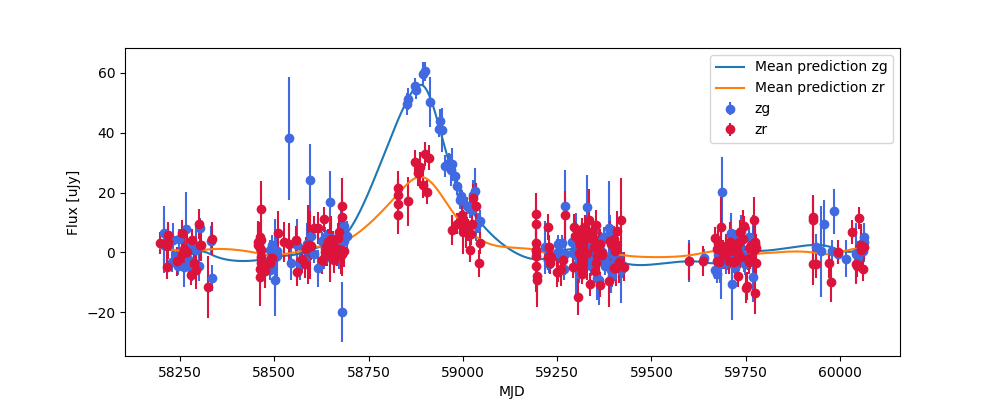 Mean prediction zg
Mean prediction zr
zg
zr
Flux [uJy]
60
40
20
0
−20
58250 58500 58750 59000 59250 59500 59750 60000
MJD